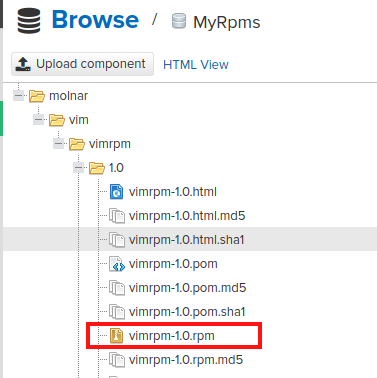 Browse / MyRpms
Upload component HTML View
molnar
vim
vimrpm
1.0
vimrpm-1.0.html
vimrpm-1.0.html.md5
vimrpm-1.0.html.sha1
vimrpm-1.0.pom
vimrpm-1.0.pom.md5
vimrpm-1.0.pom.sha1
vimrpm-1.0.rpm
vimrpm-1.0.rpm.md5